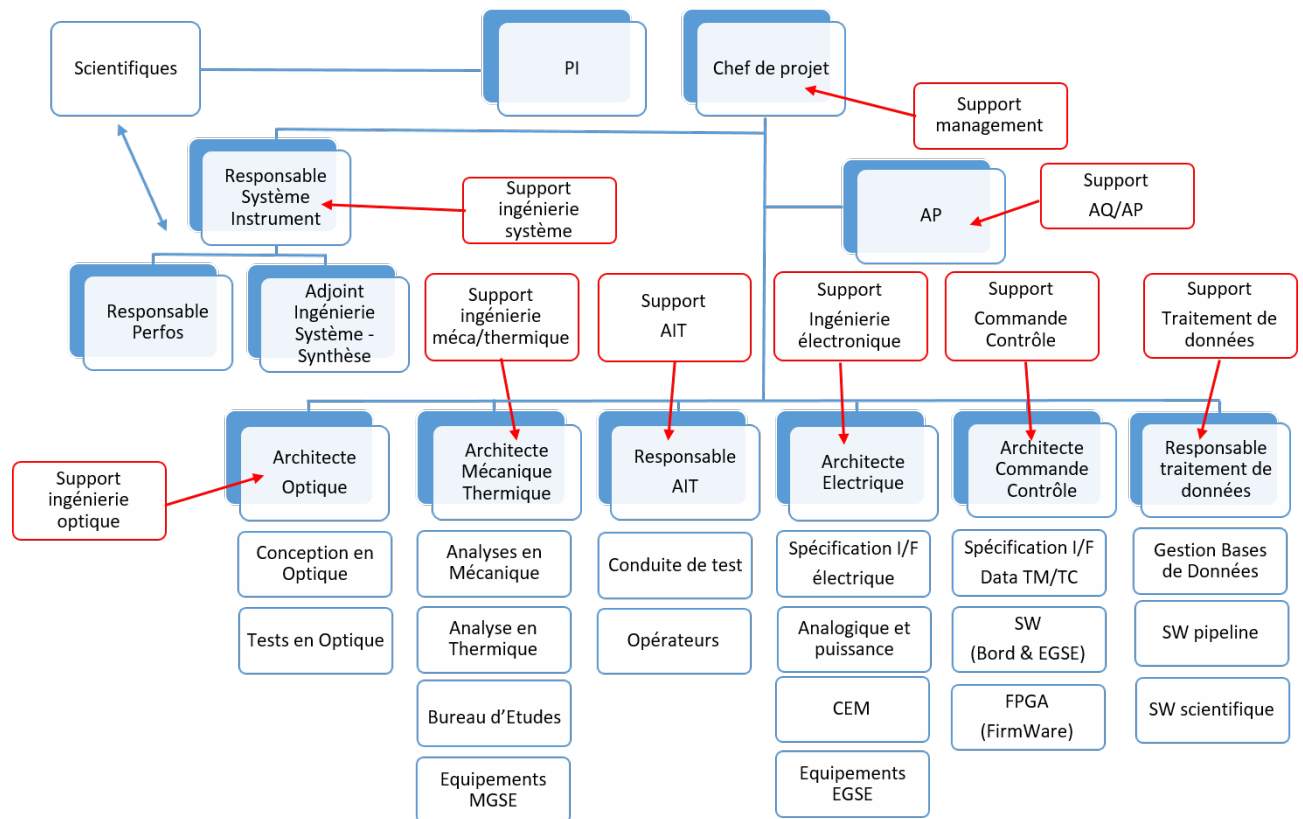 Scientifiques
PI
Chef de projet
Support
management
Responsable
Système
Instrument
Support
ingénierie
système
AP
Support
AQ/AP
Responsable
Perfos
Adjoint
Ingénierie
Système -
Synthèse
Support
ingénierie
méca/thermique
Support
AIT
Support
Ingénierie
électronique
Support
Commande
Contrôle
Support
Traitement de
données
Support
ingénierie
optique
Architecte
Optique
Architecte
Mécanique
Thermique
Responsable
AIT
Architecte
Electrique
Architecte
Commande
Contrôle
Responsable
traitement de
données
Conception en
Optique
Analyses en
Mécanique
Conduite de test
Spécification I/F
électrique
Spécification I/F
Data TM/TC
Gestion Bases
de Données
Tests en Optique
Analyse en
Thermique
Opérateurs
Analogique et
puissance
SW
(Bord & EGSE)
SW pipeline
Bureau d’Etudes
CEM
FPGA
(FirmWare)
SW scientifique
Equipements
MGSE
Equipements
EGSE